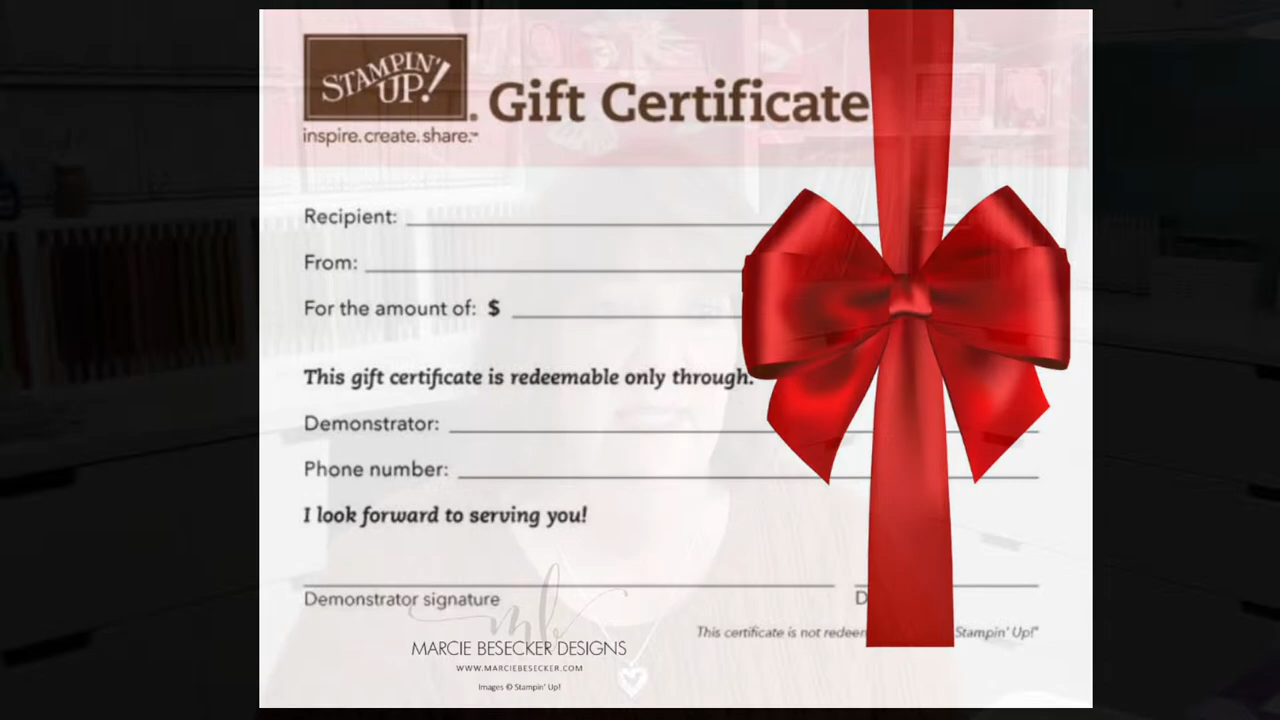 STAMPIN' UP!®
Gift Certificate
inspire.create.share.™
Recipient:
From:
For the amount of: $
This gift certificate is redeemable only through:
Demonstrator:
Phone number:
I look forward to serving you!
Demonstrator signature
This certificate is not Stampin' Up!®
mb
MARCIE BESECKER DESIGNS
WWW.MARCIEBESECKER.COM
Images © Stampin' Up!